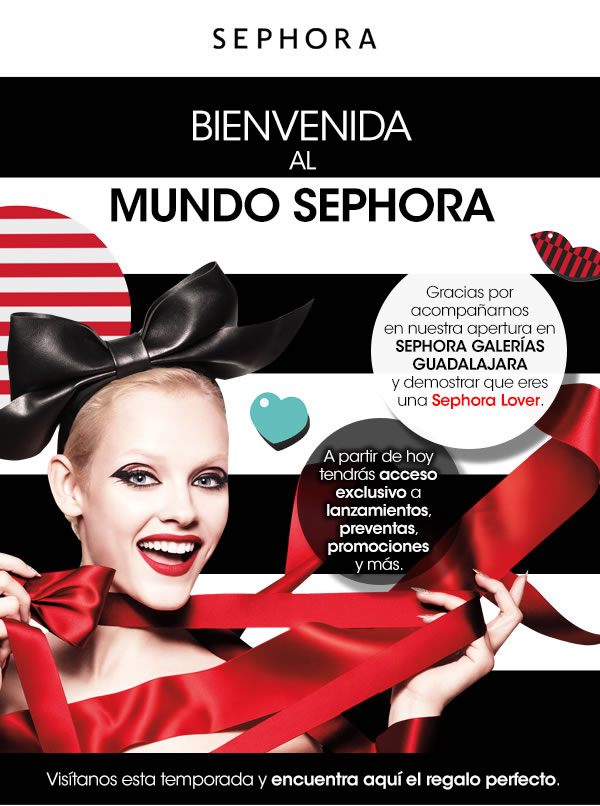 SEPHORA
BIENVENIDA
AL
MUNDO SEPHORA
Gracias por
acompañarnos
en nuestra apertura en
SEPHORA GALERÍAS
GUADALAJARA
y demostrar que eres
una Sephora Lover.
A partir de hoy
tendrás acceso
exclusivo a
lanzamientos,
preventas,
promociones
y más.
Visítanos esta temporada y encuentra aquí el regalo perfecto.